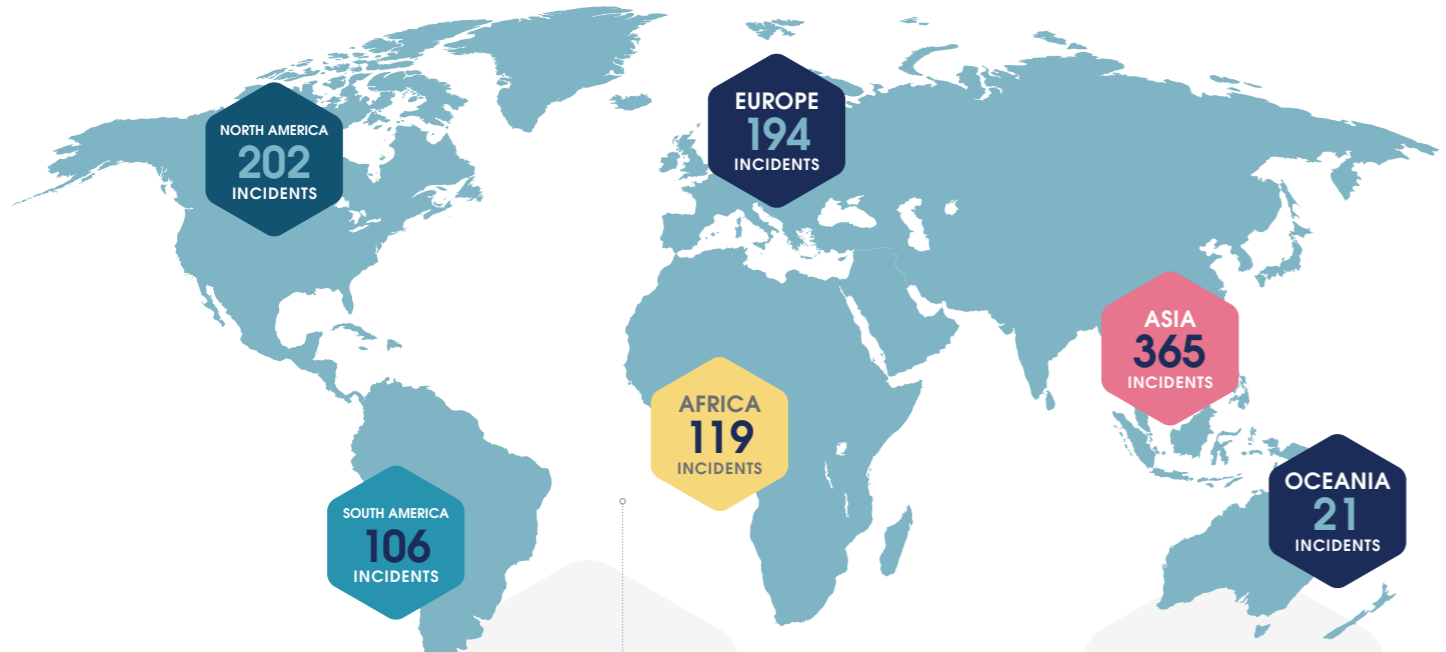 NORTH AMERICA
202
INCIDENTS
EUROPE
194
INCIDENTS
ASIA
365
INCIDENTS
AFRICA
119
INCIDENTS
SOUTH AMERICA
106
INCIDENTS
OCEANIA
21
INCIDENTS